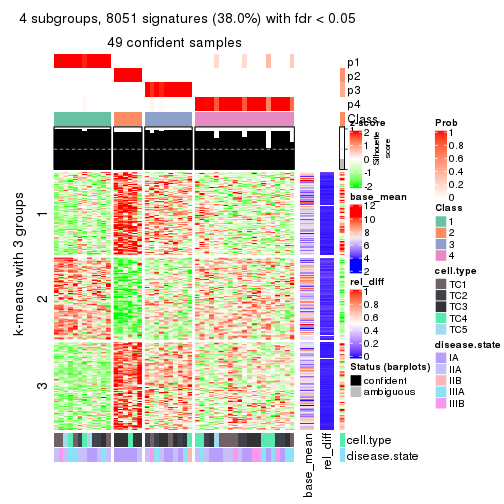 4 subgroups, 8051 signatures (38.0%) with fdr < 0.05
49 confident samples
p1
p2
p3
p4
Class
Silhouette
score
k-means with 3 groups
1
2
3
cell.type
disease.state
base_mean
rel_diff
z-score
2
1
0
-1
-2
base_mean
12
10
8
6
4
2
rel_diff
1
0.8
0.6
0.4
0.2
0
Status (barplots)
confident
ambiguous
Prob
1
0.8
0.6
0.4
0.2
0
Class
1
2
3
4
cell.type
TC1
TC2
TC3
TC4
TC5
disease.state
IA
IIA
IIB
IIIA
IIIB